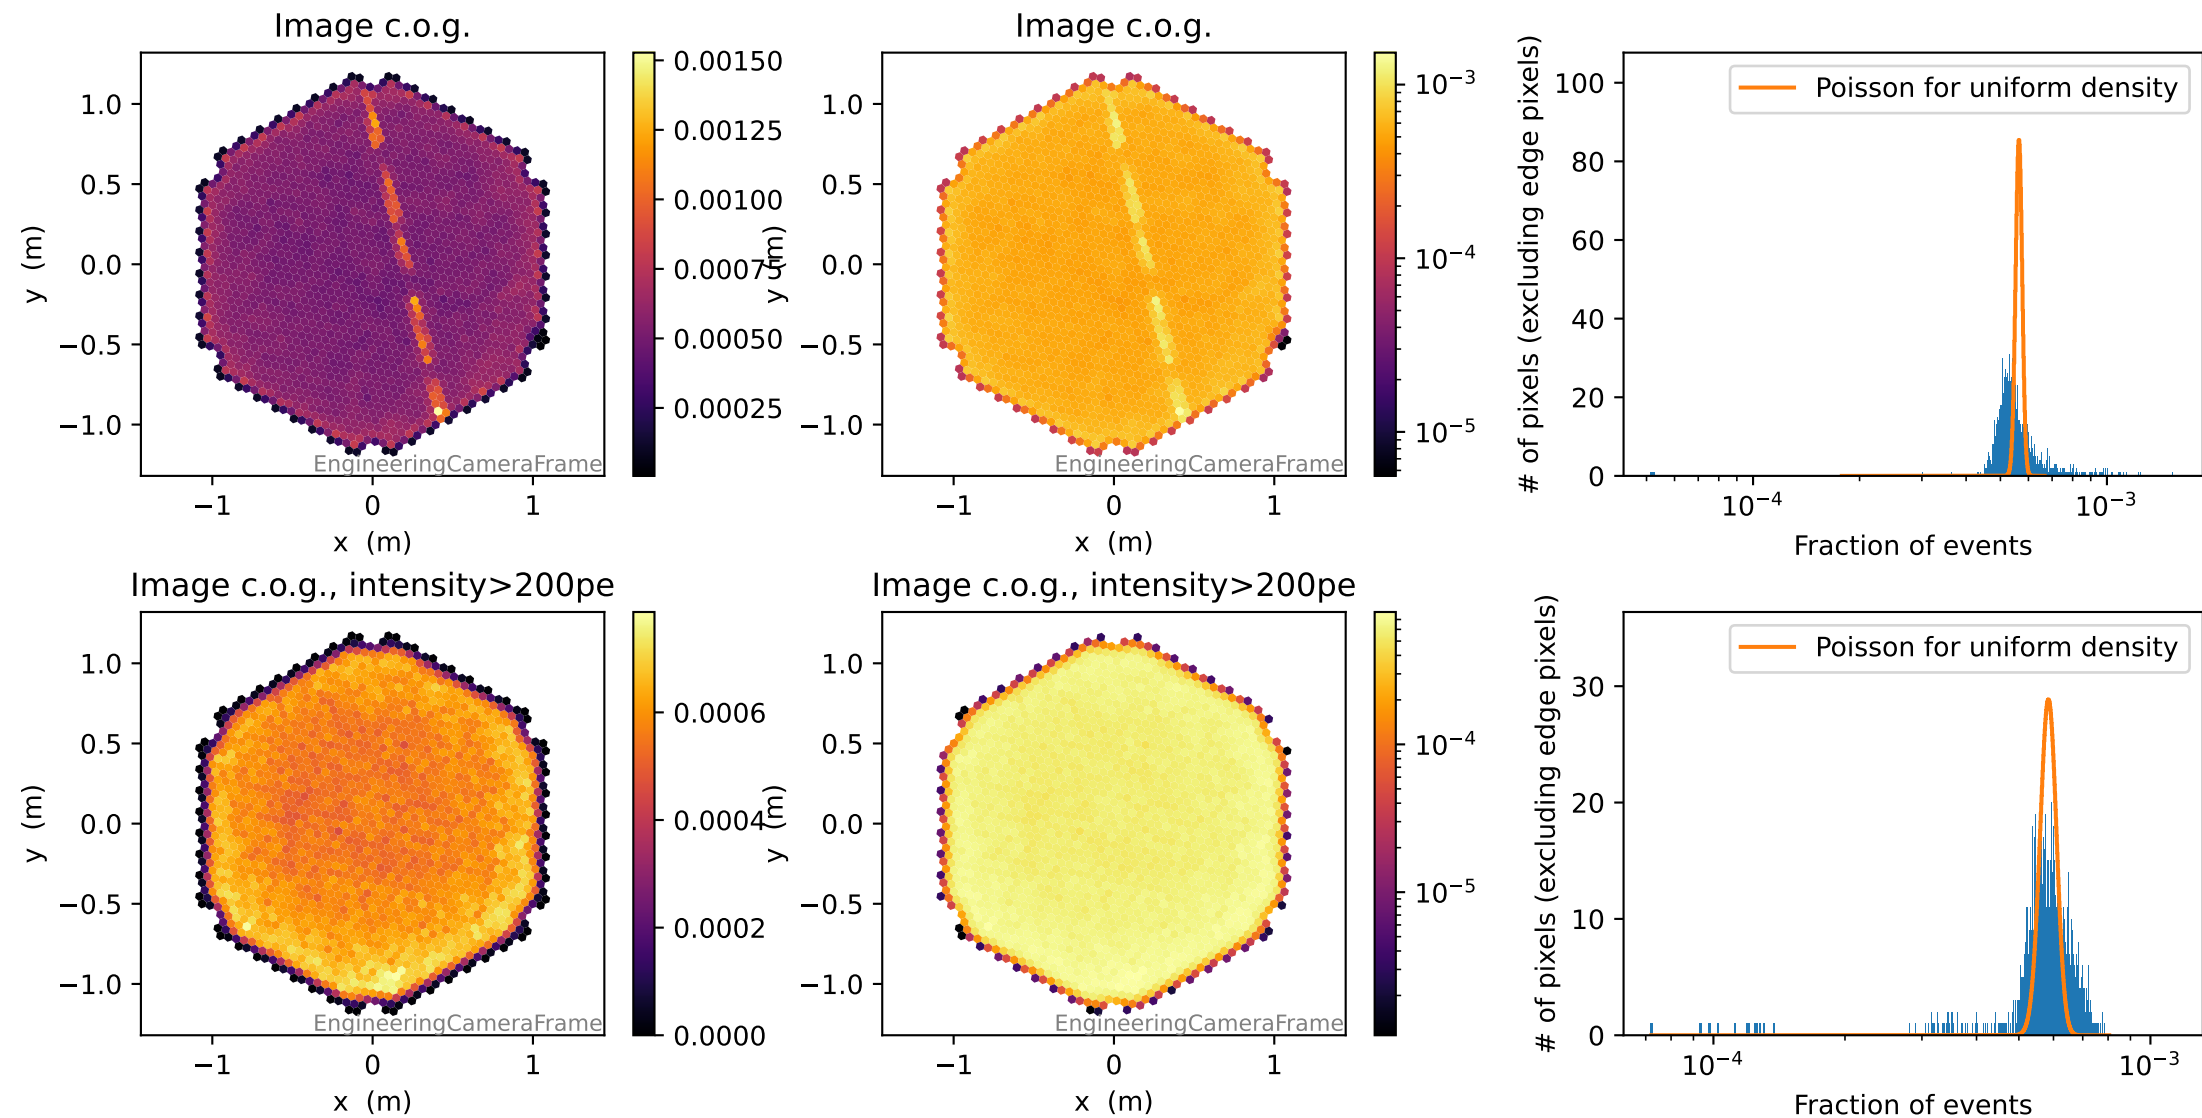 Image c.o.g.
1.0
0.5
0.0
−0.5
−1.0
y (m)
−1
0
1
x (m)
EngineeringCameraFrame
0.00150
0.00125
0.00100
0.00050
0.00025
Image c.o.g.
1.0
0.5
0.0
−0.5
−1.0
y (m)
−1
0
1
x (m)
EngineeringCameraFrame
10⁻³
10⁻⁴
10⁻⁵
Poisson for uniform density
# of pixels (excluding edge pixels)
100
80
60
40
20
0
10⁻⁴
10⁻³
Fraction of events
Image c.o.g., intensity>200pe
1.0
0.5
0.0
−0.5
−1.0
y (m)
−1
0
1
x (m)
EngineeringCameraFrame
0.0006
0.0004
0.0002
0.0000
Image c.o.g., intensity>200pe
1.0
0.5
0.0
−0.5
−1.0
y (m)
−1
0
1
x (m)
EngineeringCameraFrame
10⁻⁴
10⁻⁵
Poisson for uniform density
# of pixels (excluding edge pixels)
30
20
10
0
10⁻⁴
10⁻³
Fraction of events